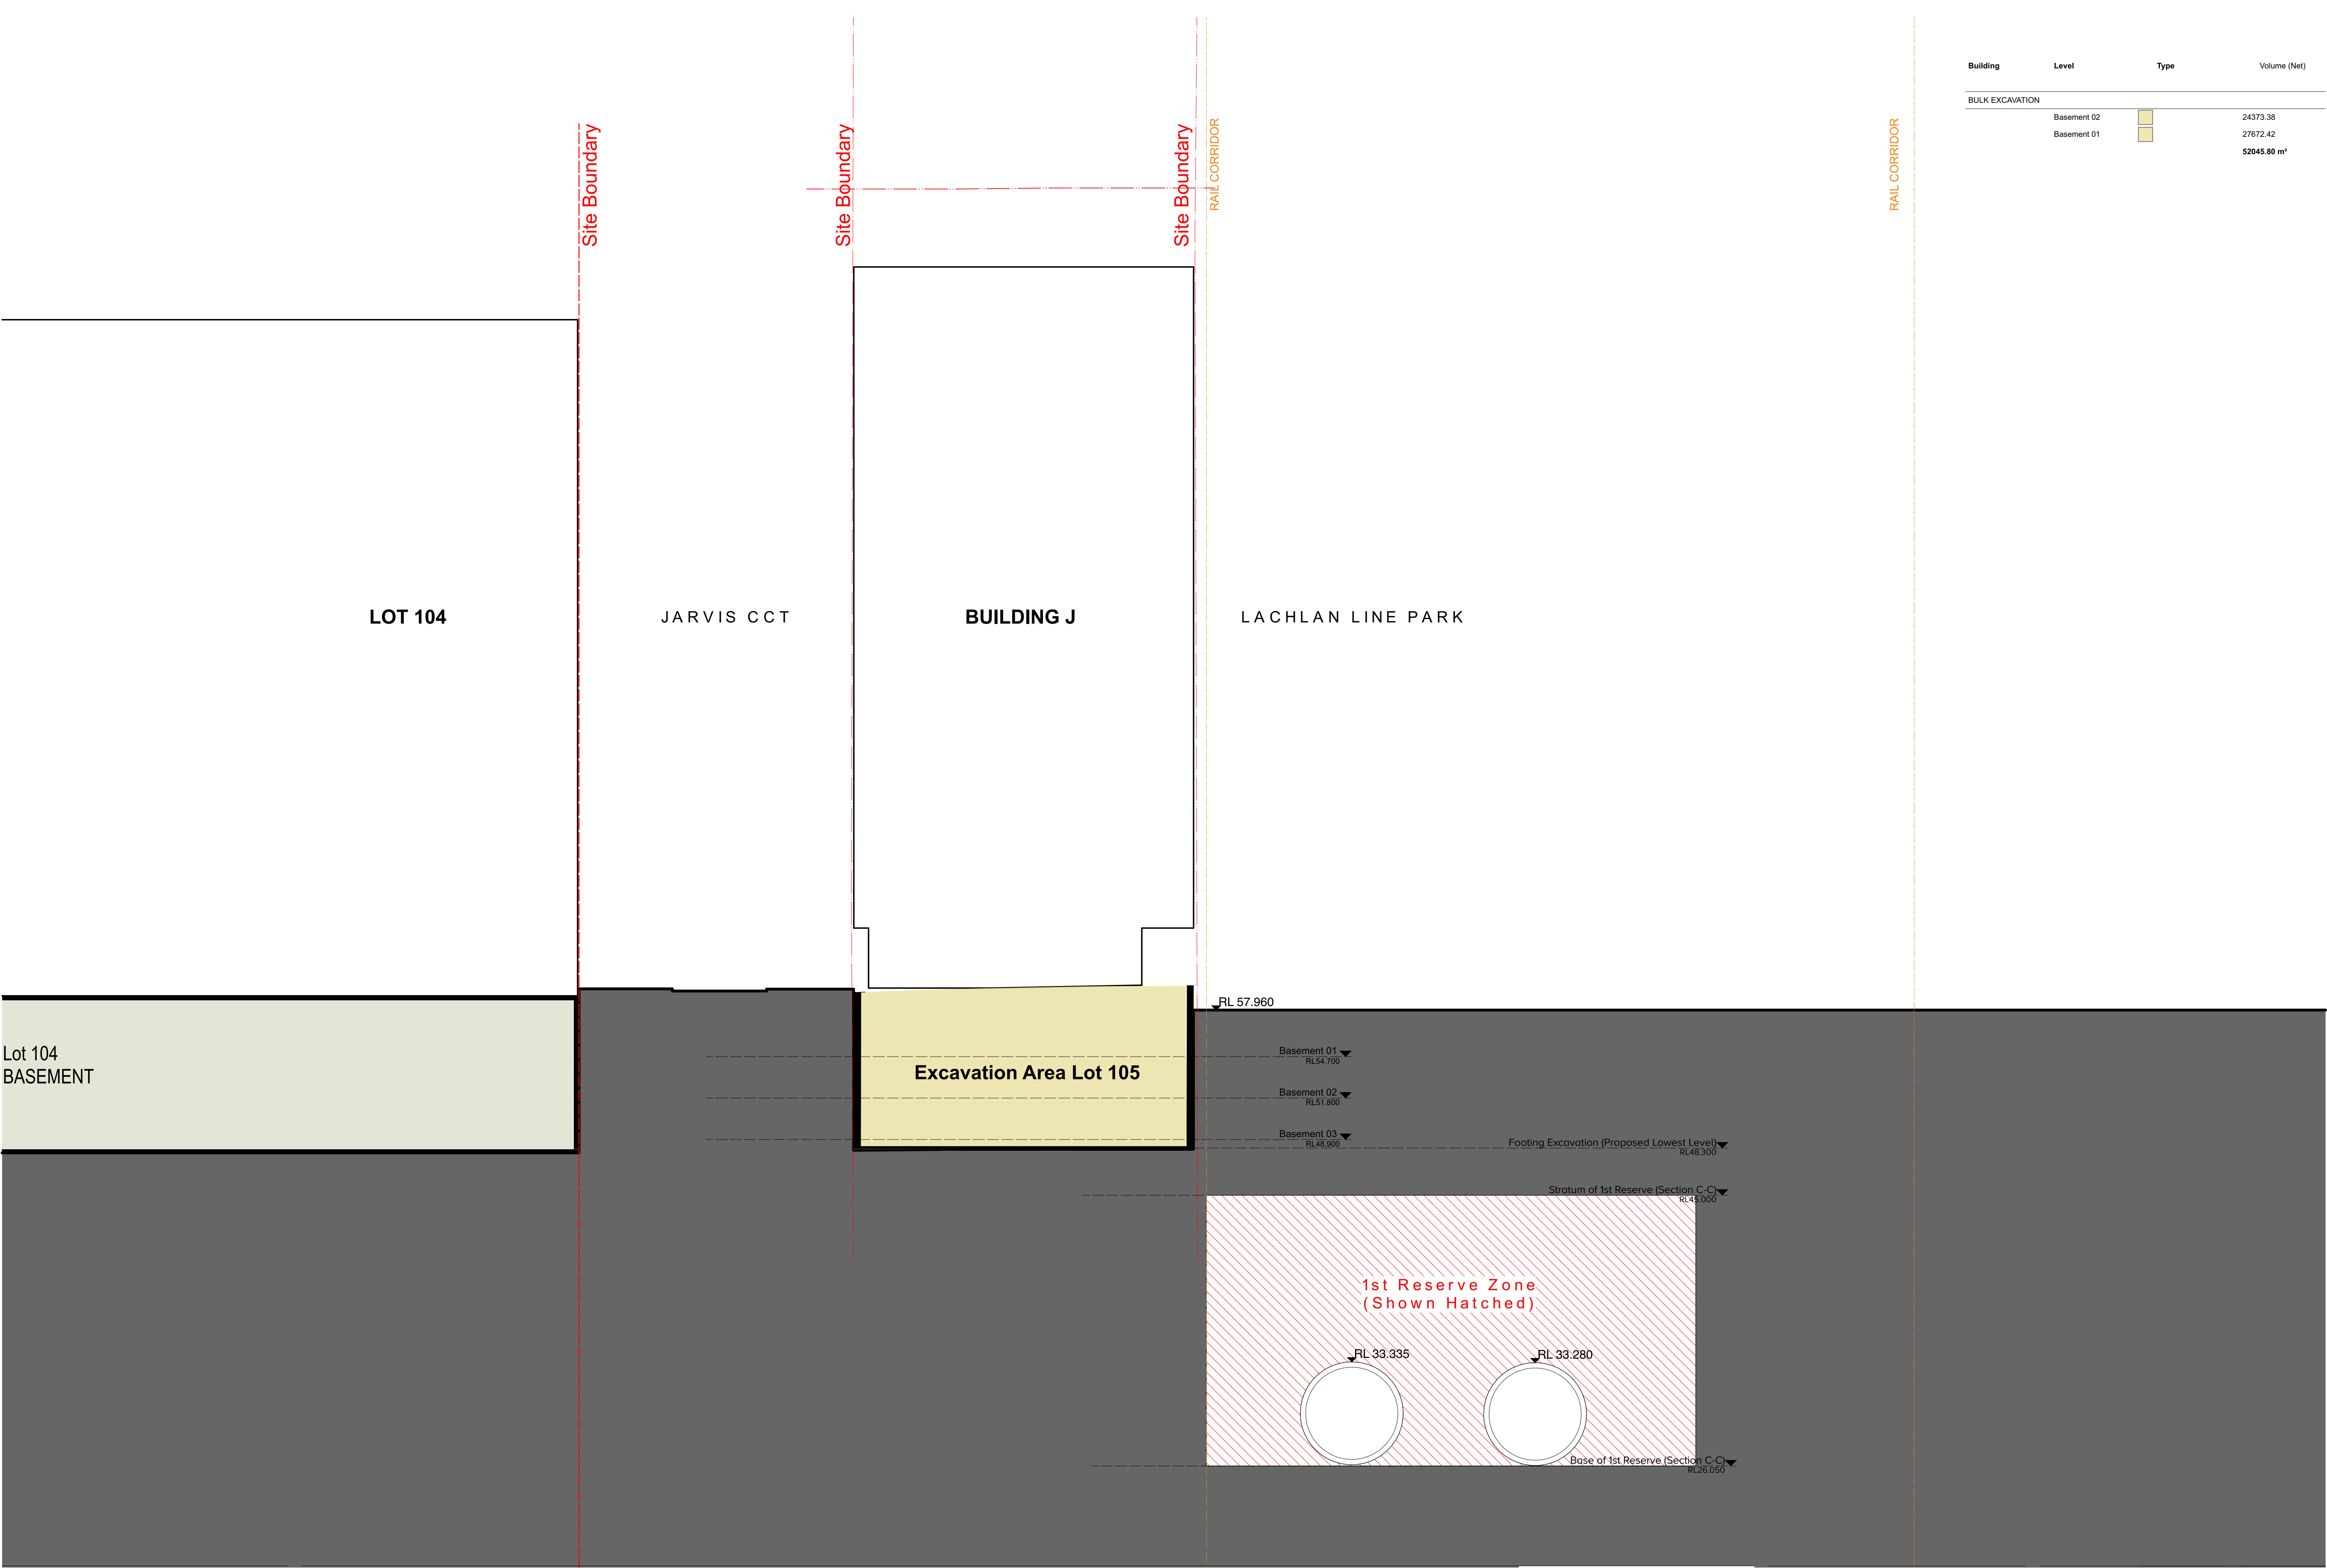 Building Level Type Volume (Net)
BULK EXCAVATION
Basement 02 24373.38
Basement 01 27672.42
52045.80 m³
Site Boundary
Site Boundary
Site Boundary
RAIL CORRIDOR
RAIL CORRIDOR
LOT 104
JARVIS CCT
BUILDING J
LACHLAN LINE PARK
RL 57.960
Lot 104
BASEMENT
Excavation Area Lot 105
Basement 01
RL54.700
Basement 02
RL51.800
Basement 03
RL48.900
Footing Excavation (Proposed Lowest Level)
RL48.300
Stratum of 1st Reserve (Section C-C)
RL45.000
1st Reserve Zone
(Shown Hatched)
RL 33.335
RL 33.280
Base of 1st Reserve (Section C-C)
RL26.050